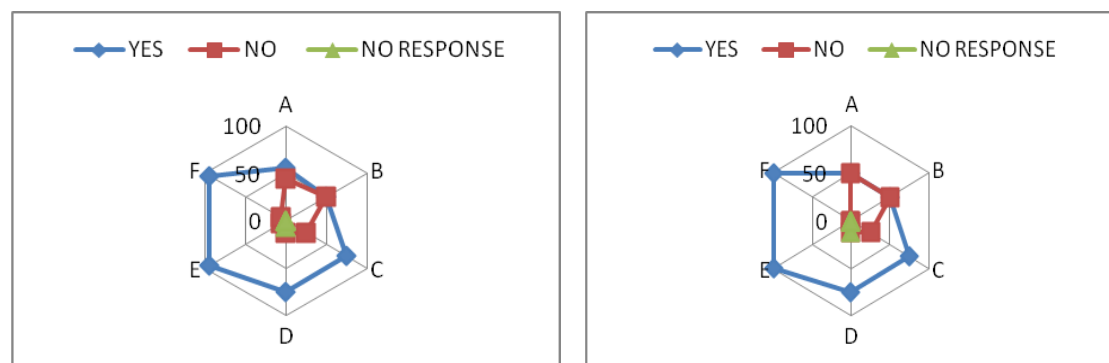 YES NO NO RESPONSE
A
100
B
F
50
0
E
C
D
YES NO NO RESPONSE
A
100
B
F
50
0
E
C
D